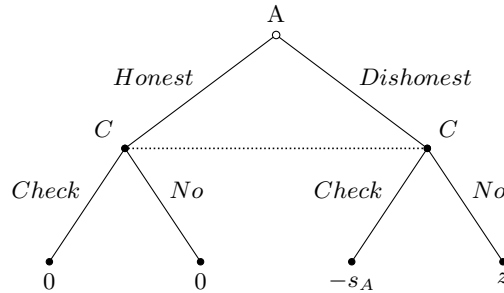 A
Honest Dishonest
C C
Check No Check No
0 0 −s_A